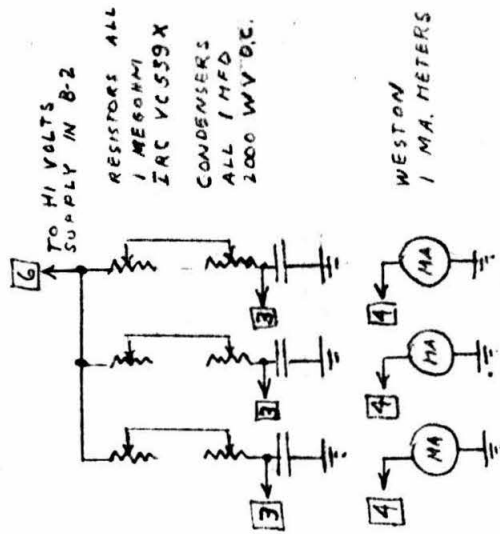 6
TO HI VOLTS
SUPPLY IN B-2
RESISTORS ALL
1 MEGOHM
IRC VC539X
CONDENSERS
ALL 1 MFD
2000 WV D.C.
3
3
3
4
4
4
MA
MA
MA
WESTON
1 MA. METERS